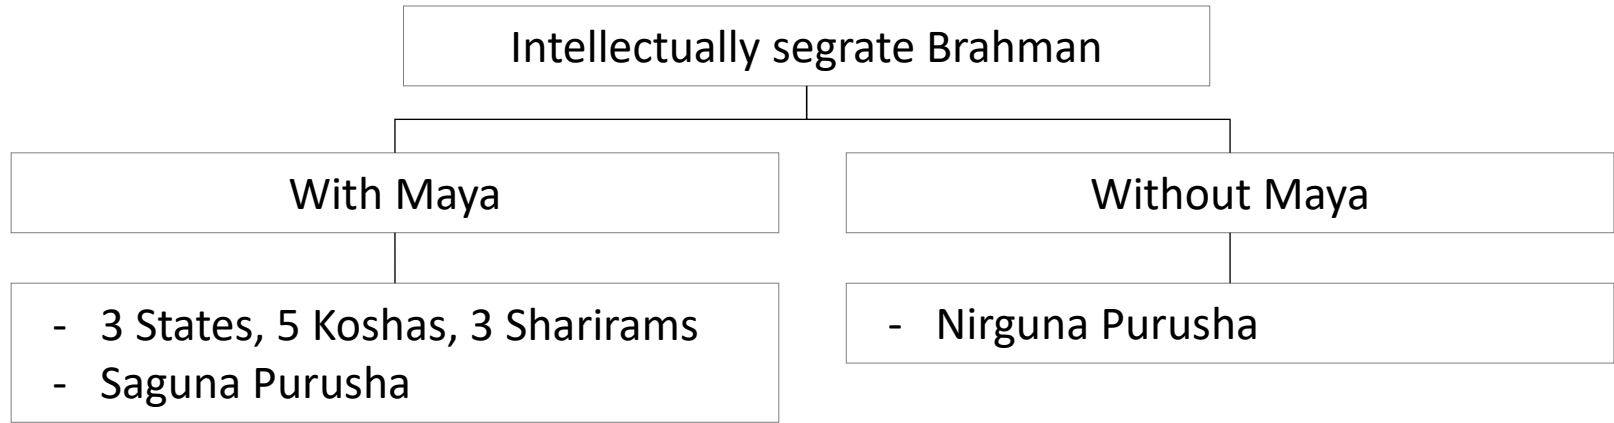 Intellectually segrate Brahman
With Maya
Without Maya
- 3 States, 5 Koshas, 3 Sharirams
- Saguna Purusha
- Nirguna Purusha